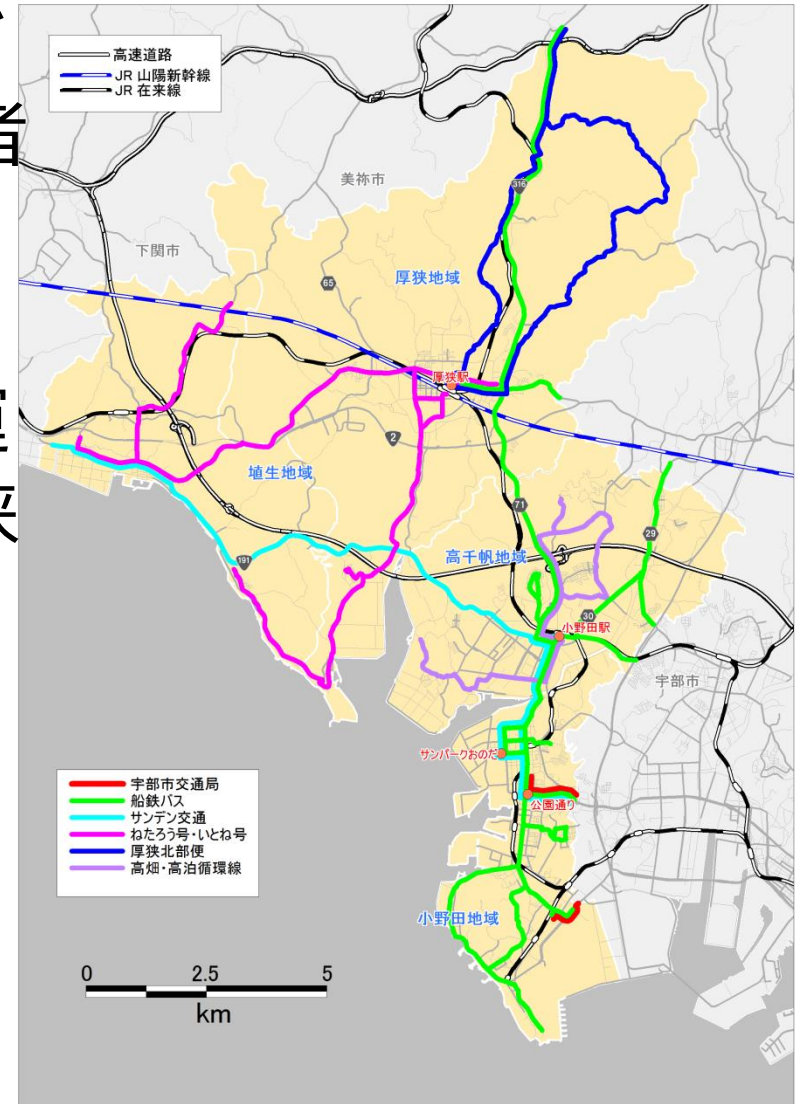 者
高速道路
JR 山陽新幹線
JR 在来線
美祢市
316
下関市
厚狭地域
65
厚狭駅
2
埴生地域
71
29
高千帆地域
191
30
小野田駅
宇部市
サンパークおのだ
公園通り
宇部市交通局
船鉄バス
サンデン交通
ねたろう号・いとね号
厚狭北部便
高畑・高泊循環線
小野田地域
0 2.5 5
km